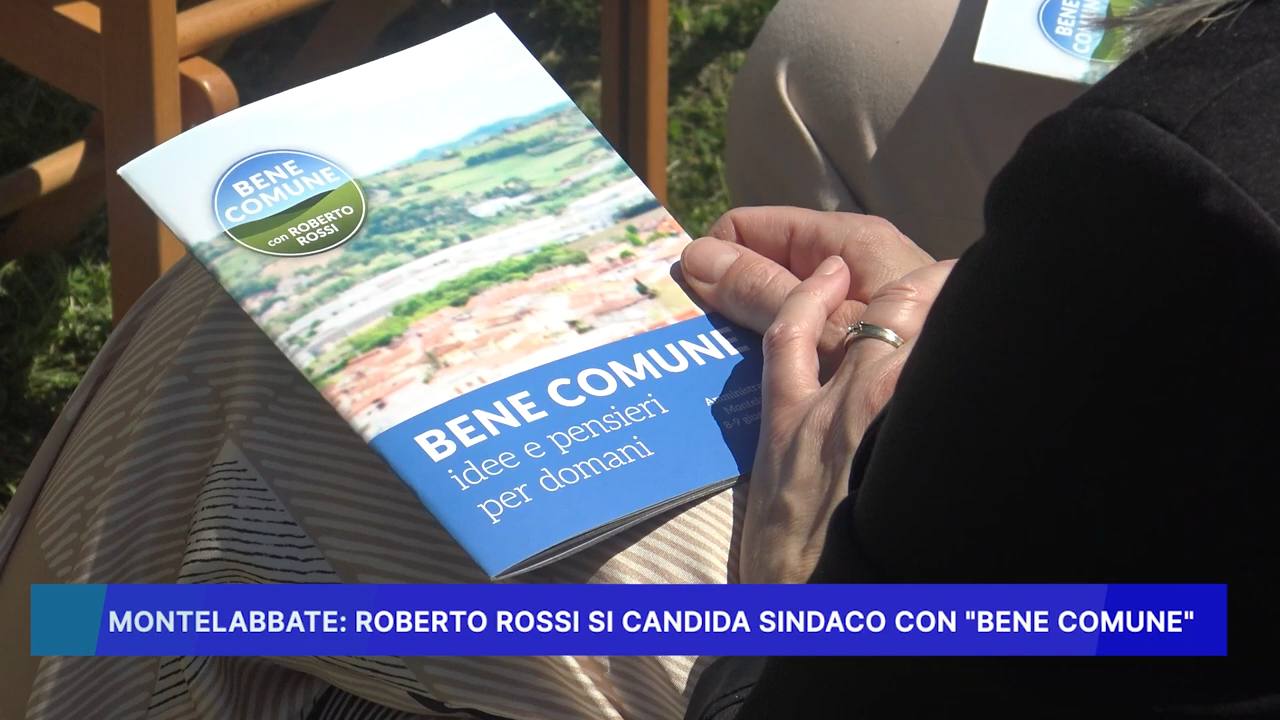 BENE
COMUNE
con ROBERTO
ROSSI
BENE COMUNE
idee e pensieri
per domani
BENE
MONTELABBATE: ROBERTO ROSSI SI CANDIDA SINDACO CON "BENE COMUNE"